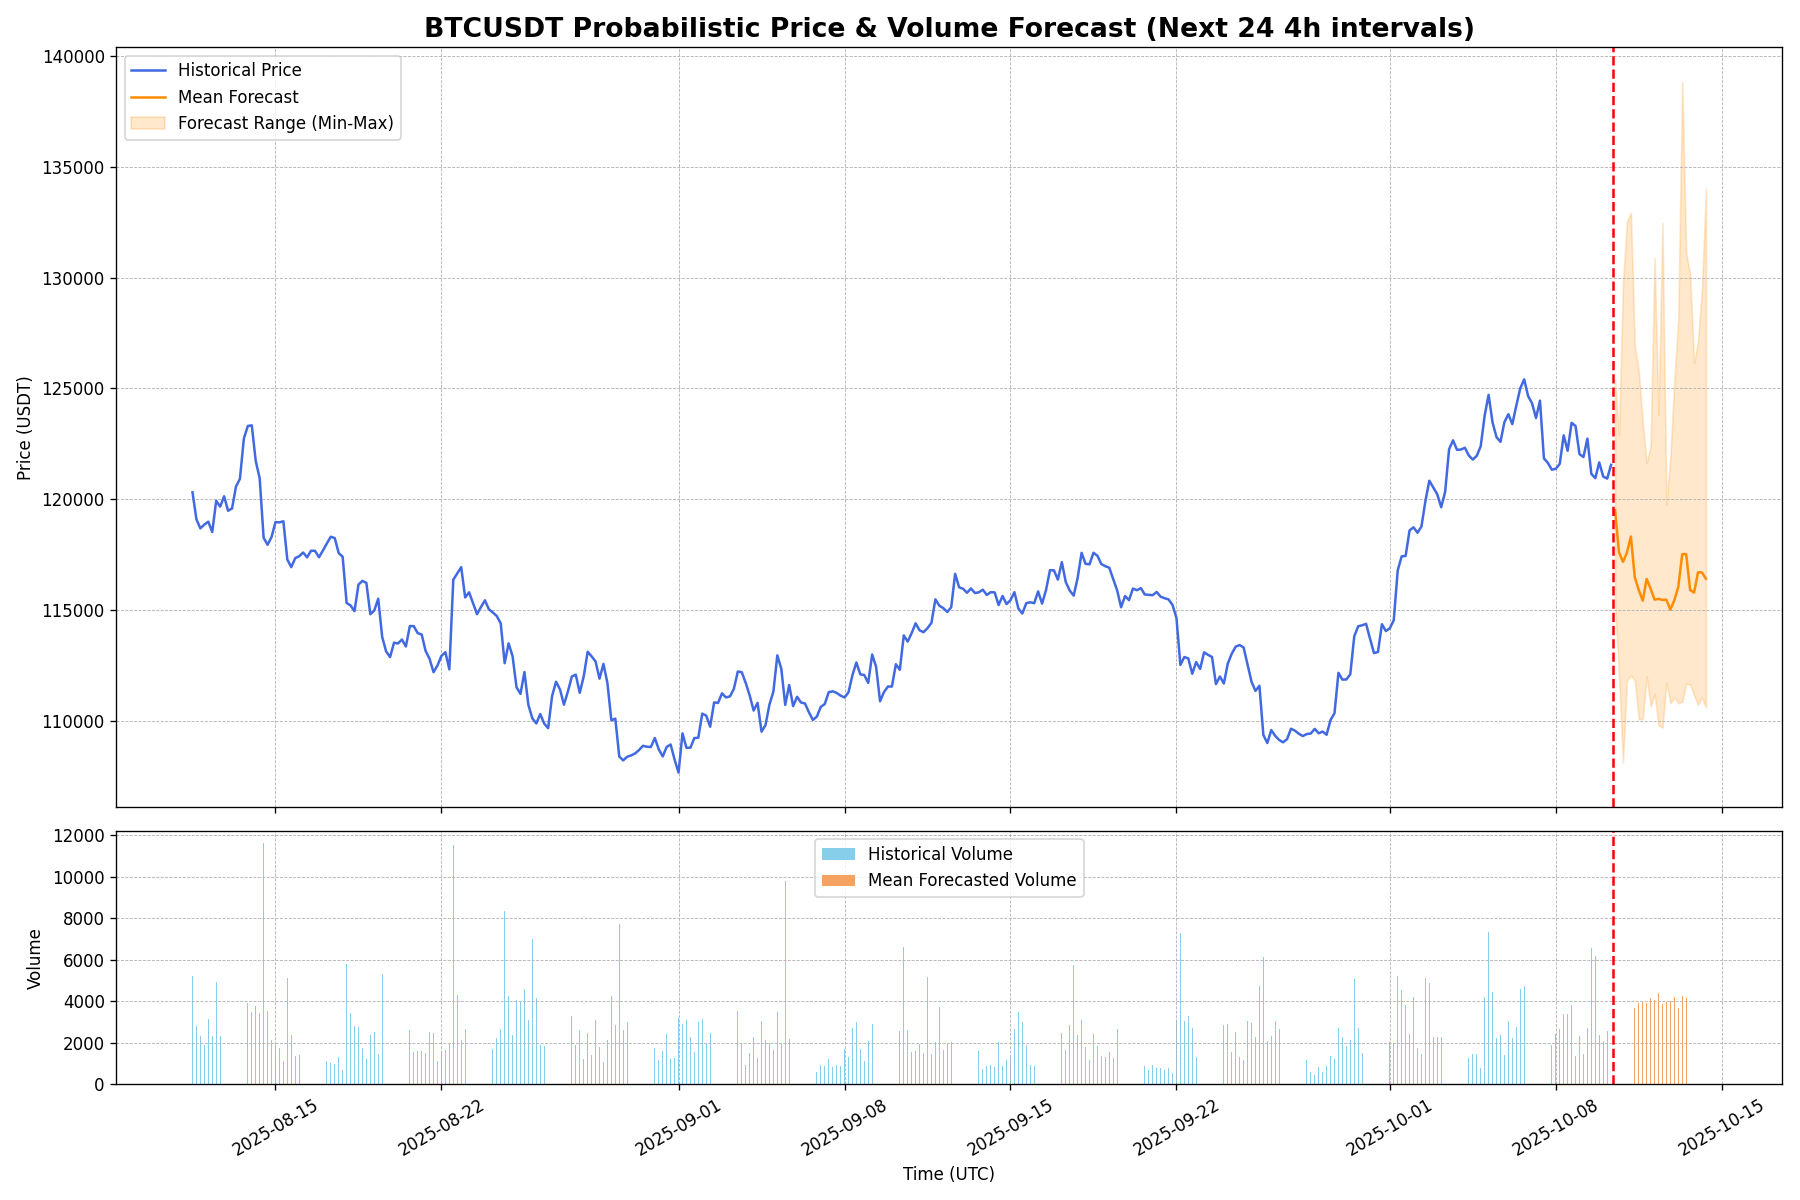 BTCUSDT Probabilistic Price & Volume Forecast (Next 24 4h intervals)
Historical Price
Mean Forecast
Forecast Range (Min-Max)
140000
135000
130000
125000
120000
115000
110000
Price (USDT)
Historical Volume
Mean Forecasted Volume
12000
10000
8000
6000
4000
2000
0
Volume
2025-08-15
2025-08-22
2025-09-01
2025-09-08
2025-09-15
2025-09-22
2025-10-01
2025-10-08
2025-10-15
Time (UTC)